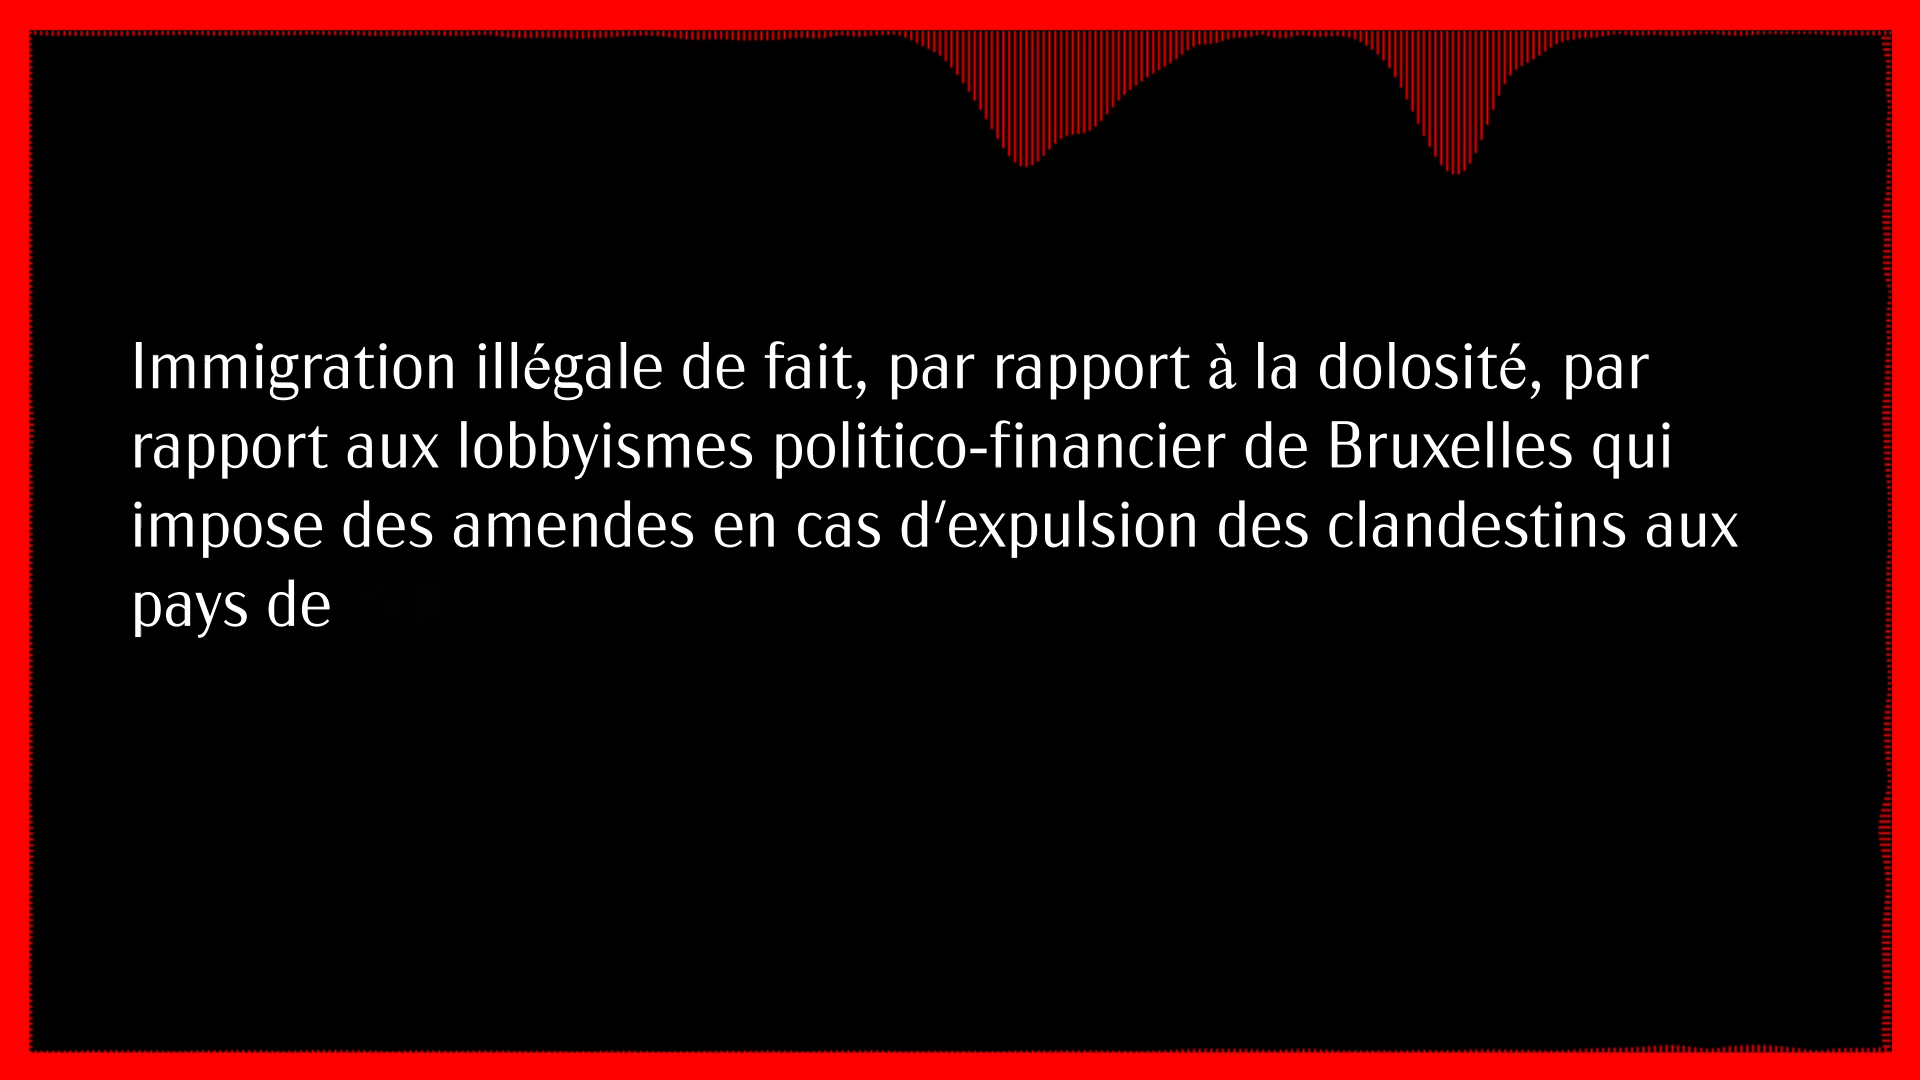 Immigration illégale de fait, par rapport à la dolosité, par
rapport aux lobbyismes politico-financier de Bruxelles qui
impose des amendes en cas d'expulsion des clandestins aux
pays de